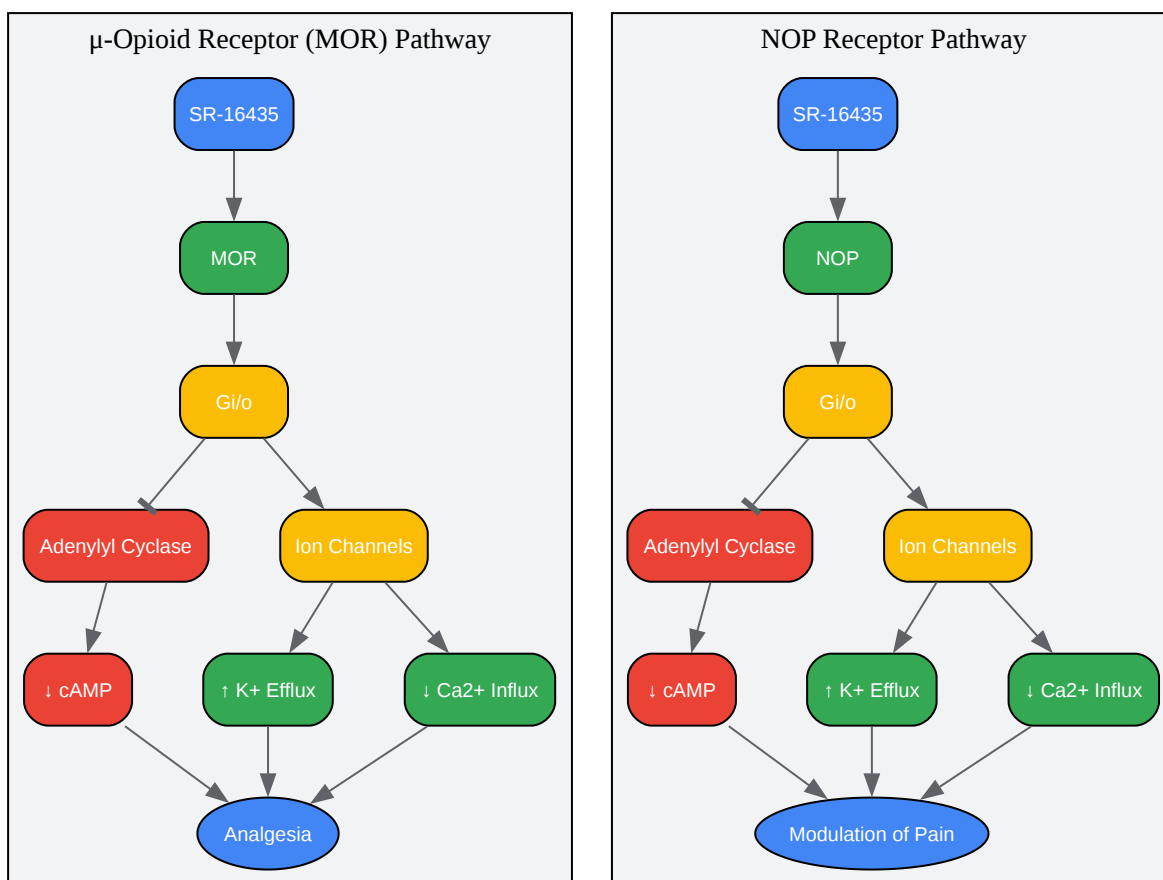 μ-Opioid Receptor (MOR) Pathway
SR-16435
MOR
Gi/o
Adenylyl Cyclase
Ion Channels
↓ cAMP
↑ K+ Efflux
↓ Ca2+ Influx
Analgesia
NOP Receptor Pathway
SR-16435
NOP
Gi/o
Adenylyl Cyclase
Ion Channels
↓ cAMP
↑ K+ Efflux
↓ Ca2+ Influx
Modulation of Pain